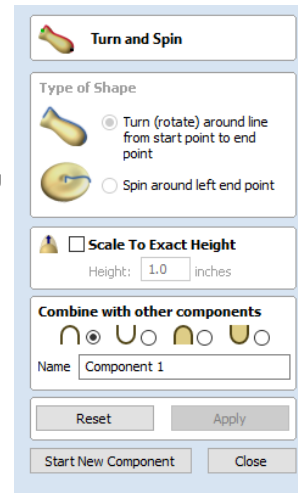 Turn and Spin
Type of Shape
Turn (rotate) around line
from start point to end
point
Spin around left end point
Scale To Exact Height
Height: 1.0 inches
Combine with other components
Name Component 1
Reset Apply
Start New Component Close